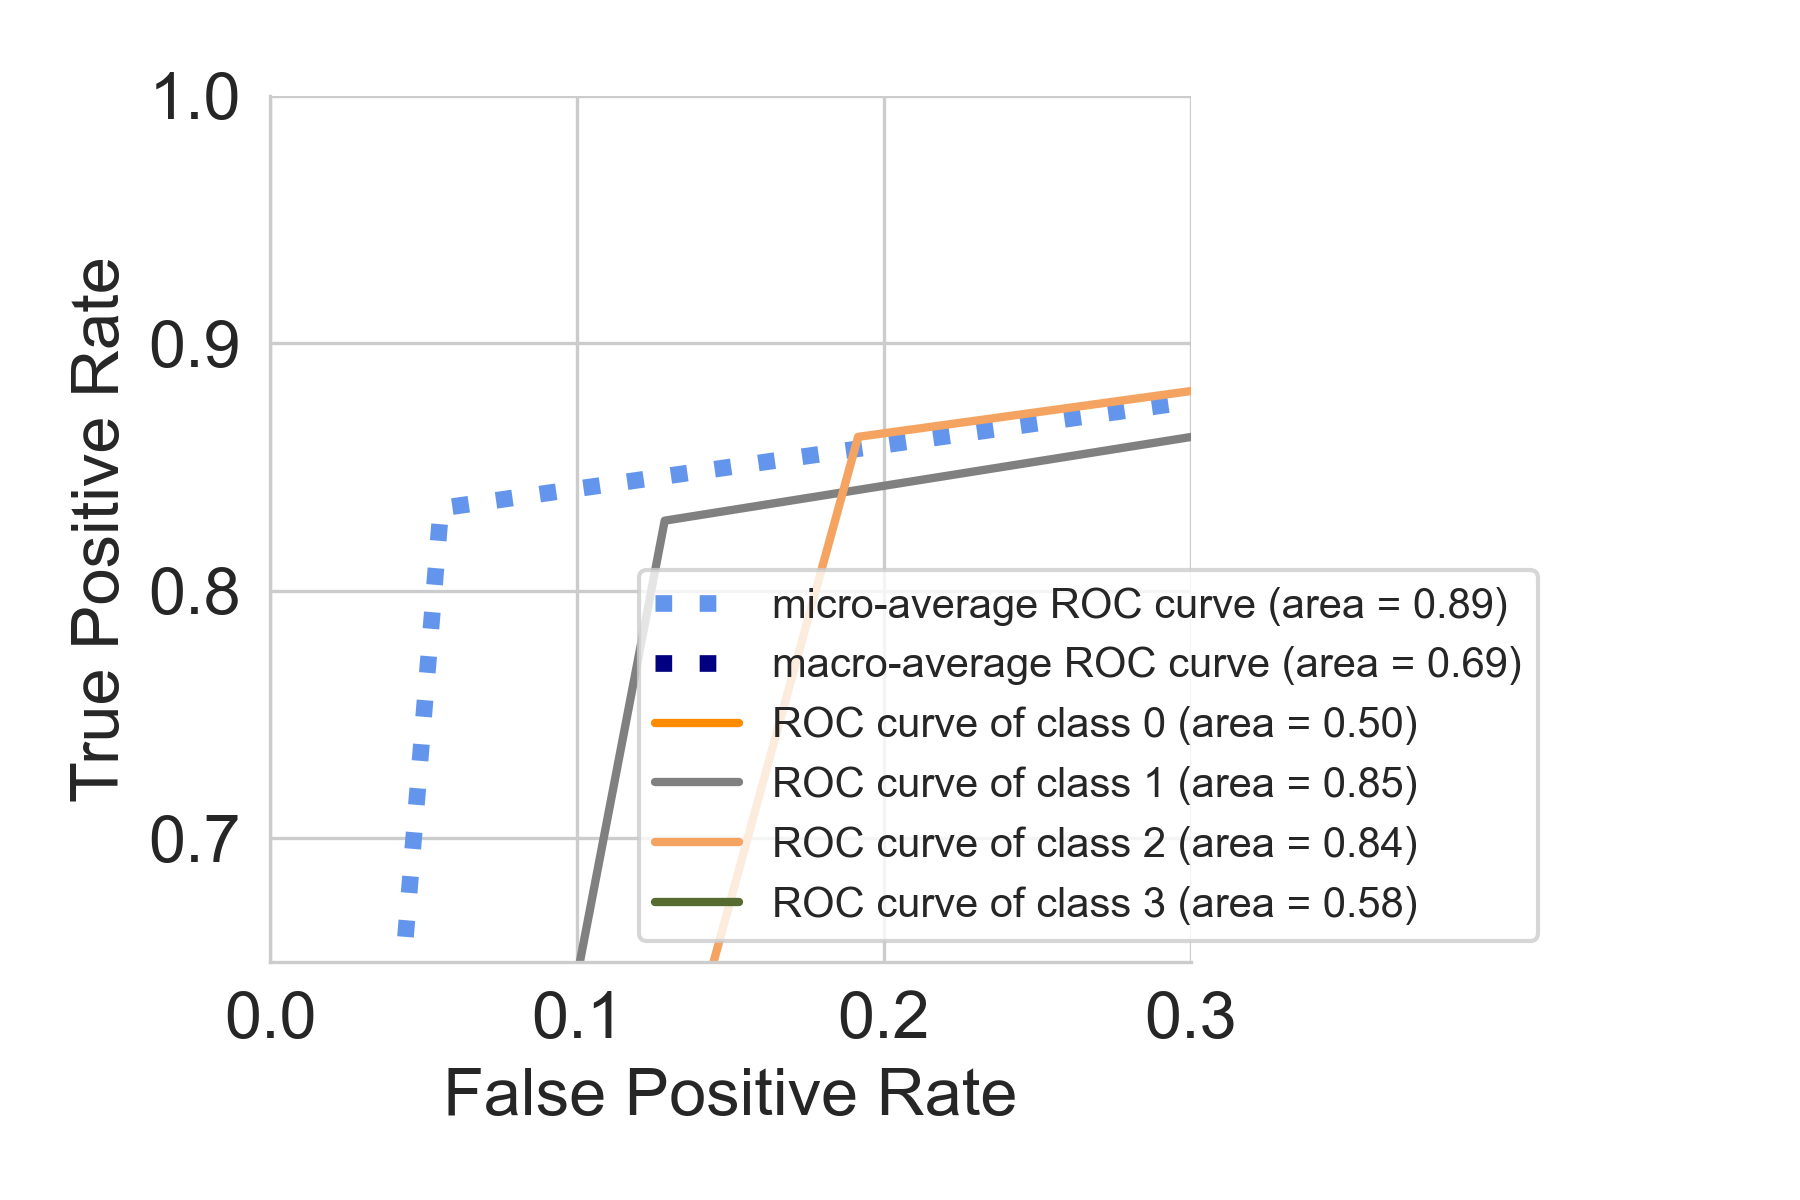 1.0
0.9
0.8
0.7
True Positive Rate
micro-average ROC curve (area = 0.89)
macro-average ROC curve (area = 0.69)
ROC curve of class 0 (area = 0.50)
ROC curve of class 1 (area = 0.85)
ROC curve of class 2 (area = 0.84)
ROC curve of class 3 (area = 0.58)
0.0 0.1 0.2 0.3
False Positive Rate